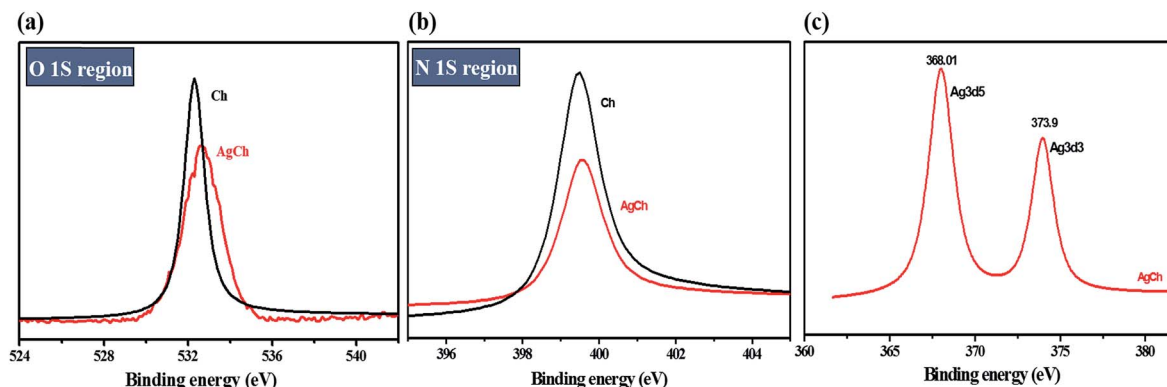 (a)
O 1S region
Ch
AgCh
524 528 532 536 540
Binding energy (eV)
(b)
N 1S region
Ch
AgCh
396 398 400 402 404
Binding energy (eV)
(c)
368.01
Ag3d5
373.9
Ag3d3
AgCh
360 365 370 375 380
Binding energy (eV)